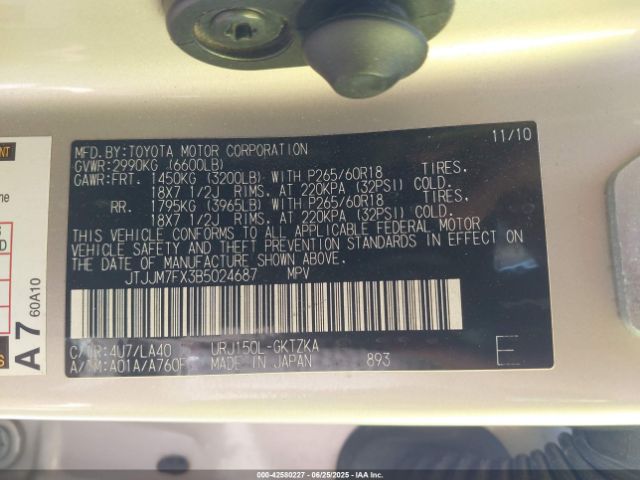 MFD.BY:TOYOTA MOTOR CORPORATION 11/10
GVWR:2990KG (6600LB)
GAWR:FRT. 1450KG (3200LB) WITH P265/60R18 TIRES,
18X7 1/2J RIMS, AT 220KPA (32PSI) COLD.
RR. 1795KG (3965LB) WITH P265/60R18 TIRES,
18X7 1/2J RIMS, AT 220KPA (32PSI) COLD.
THIS VEHICLE CONFORMS TO ALL APPLICABLE FEDERAL MOTOR
VEHICLE SAFETY AND THEFT PREVENTION STANDARDS IN EFFECT ON
THE DATE OF MANUFACTURE SHOWN ABOVE.
JTJJM7FX3B5024687 MPV
C/TR:4U7/LA40 URJ150L-GKTZKA
A/TM:A01A/A760F MADE IN JAPAN 893 E
A7 60A10
000-42580227 - 06/25/2025 - IAA Inc.